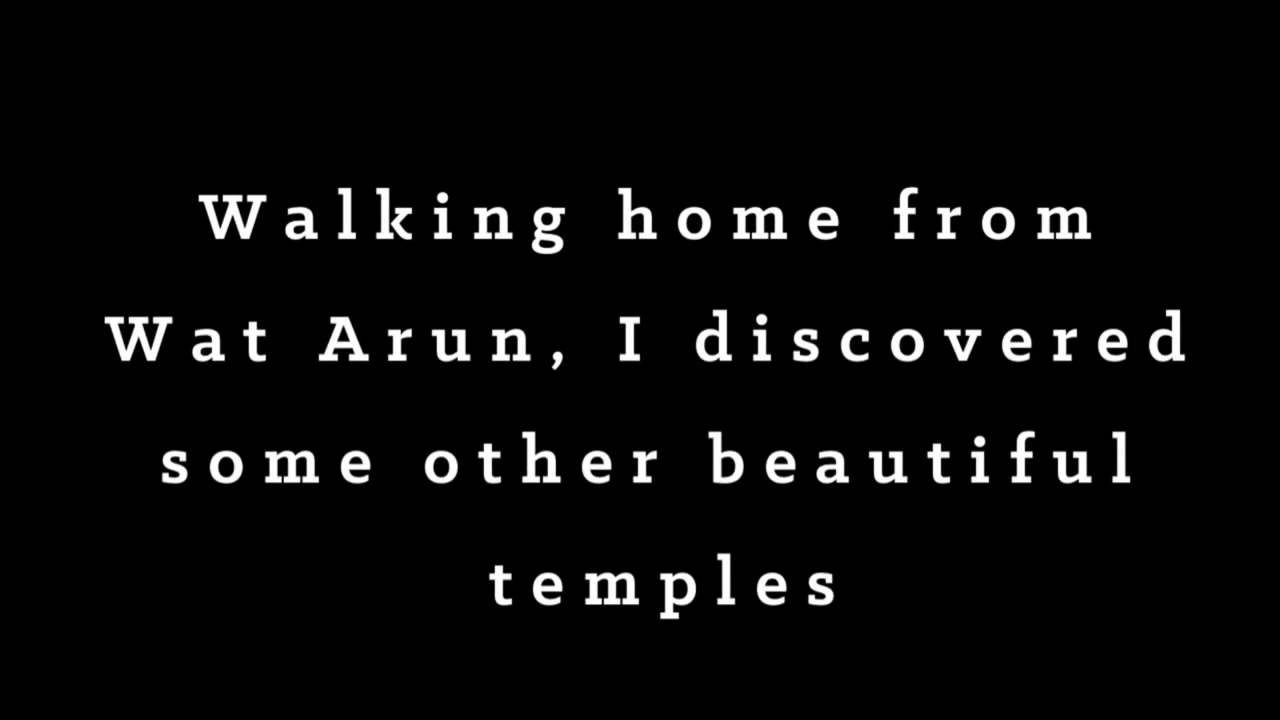 Walking home from
Wat Arun, I discovered
some other beautiful
temples